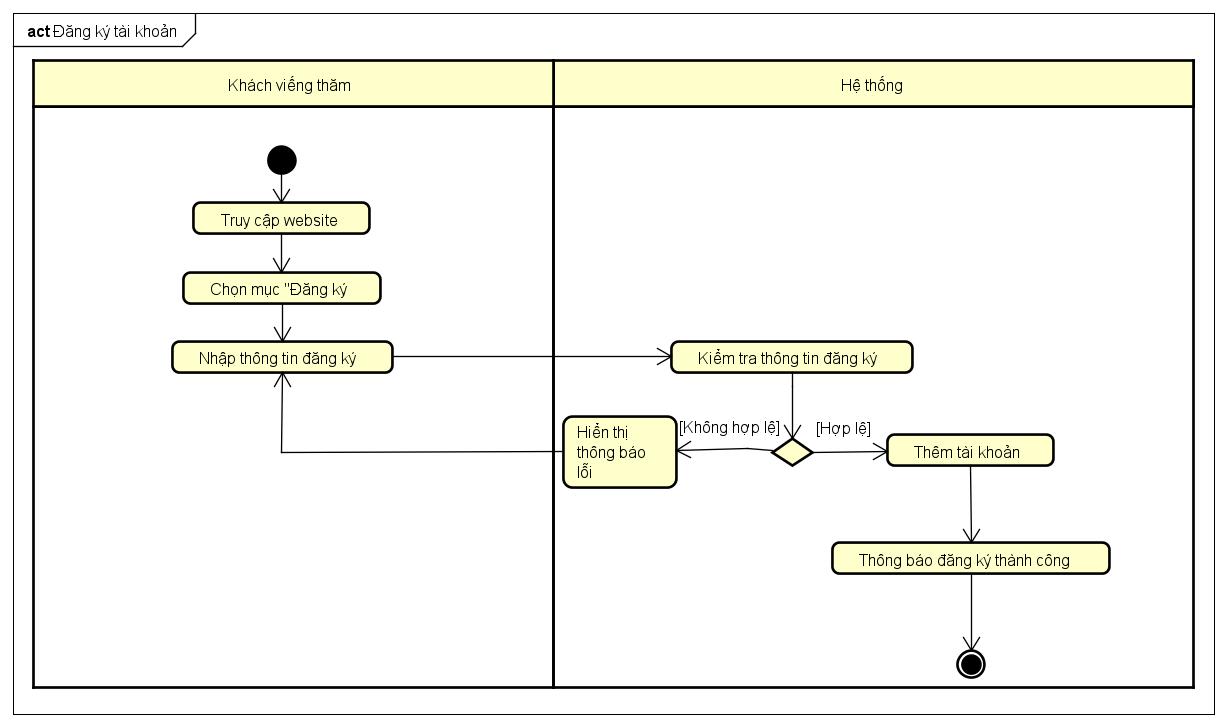 act Đăng ký tài khoản
Khách viếng thăm
Hệ thống
Truy cập website
Chọn mục "Đăng ký
Nhập thông tin đăng ký
Kiểm tra thông tin đăng ký
Hiển thị
thông báo
lỗi
[Không hợp lệ]
[Hợp lệ]
Thêm tài khoản
Thông báo đăng ký thành công